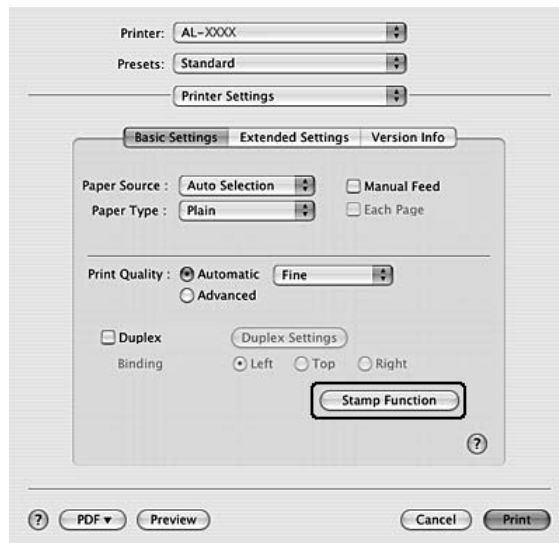 Printer: AL-XXXX
Presets: Standard
Printer Settings
Basic Settings Extended Settings Version Info
Paper Source : Auto Selection Manual Feed
Paper Type : Plain Each Page
Print Quality : Automatic Fine
Advanced
Duplex Duplex Settings
Binding Left Top Right
Stamp Function
?
? PDF ▼ Preview Cancel Print